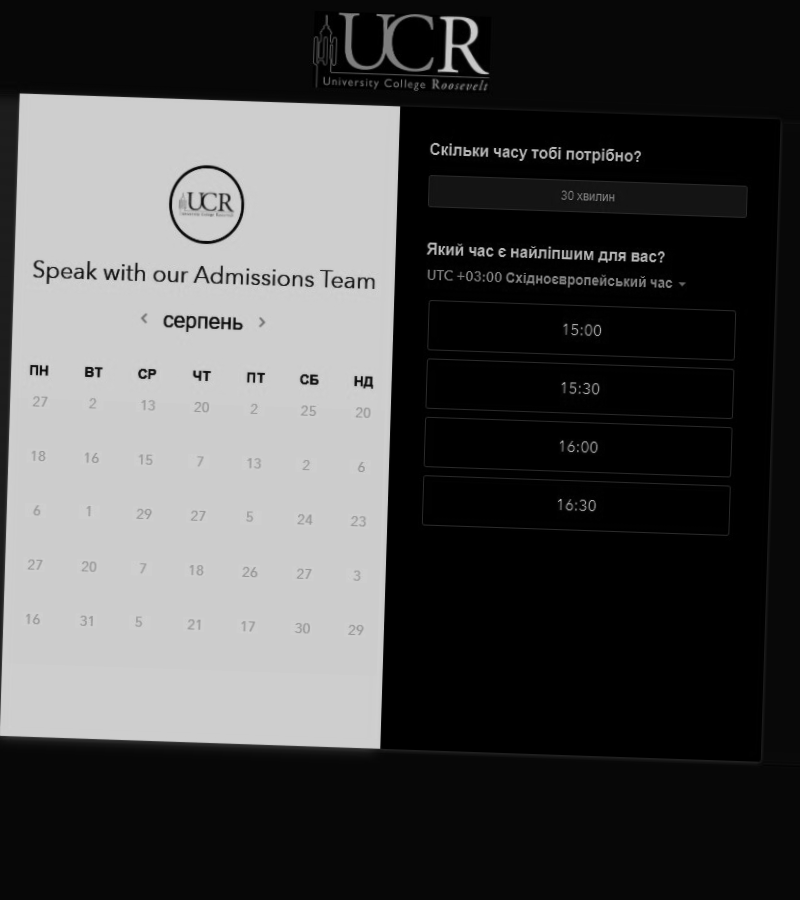 UCR
University College Roosevelt
UCR
University College Roosevelt
Speak with our Admissions Team
серпень
ПН ВТ СР ЧТ ПТ СБ НД
27 2 13 20 2 25 20
18 16 15 7 13 2 6
6 1 29 27 5 24 23
27 20 7 18 26 27 3
16 31 5 21 17 30 29
Скільки часу тобі потрібно?
30 хвилин
Який час є найліпшим для вас?
UTC +03:00 Східноєвропейський час
15:00
15:30
16:00
16:30